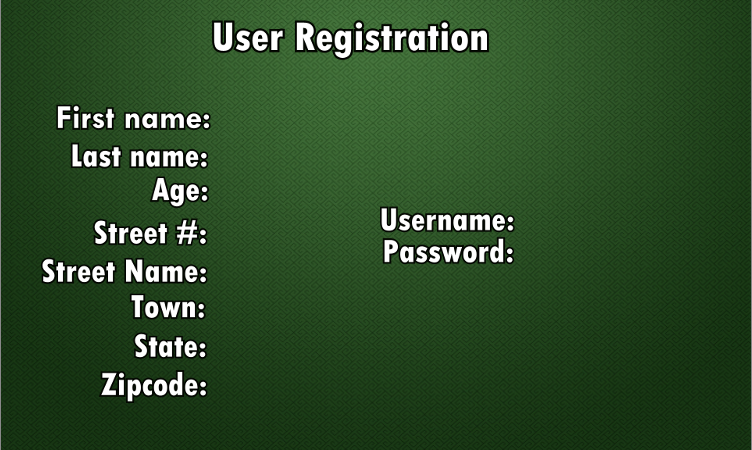 User Registration
First name:
Last name:
Age:
Street #:
Street Name:
Town:
State:
Zipcode:
Username:
Password: